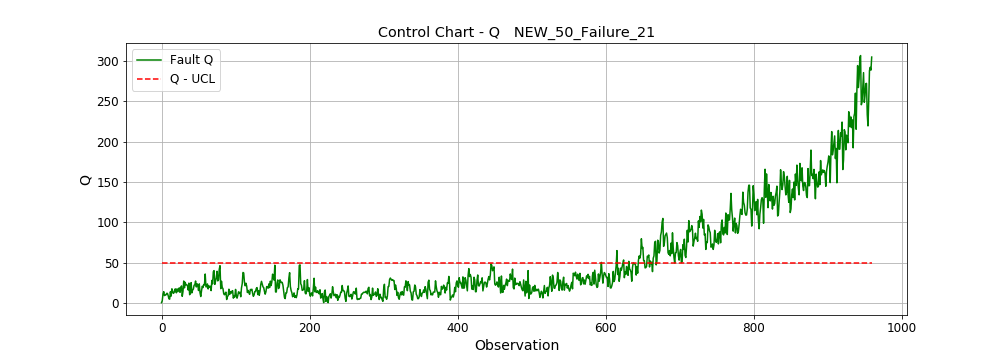 Control Chart - Q   NEW_50_Failure_21
Fault Q
Q - UCL
Q
300
250
200
150
100
50
0
0 200 400 600 800 1000
Observation